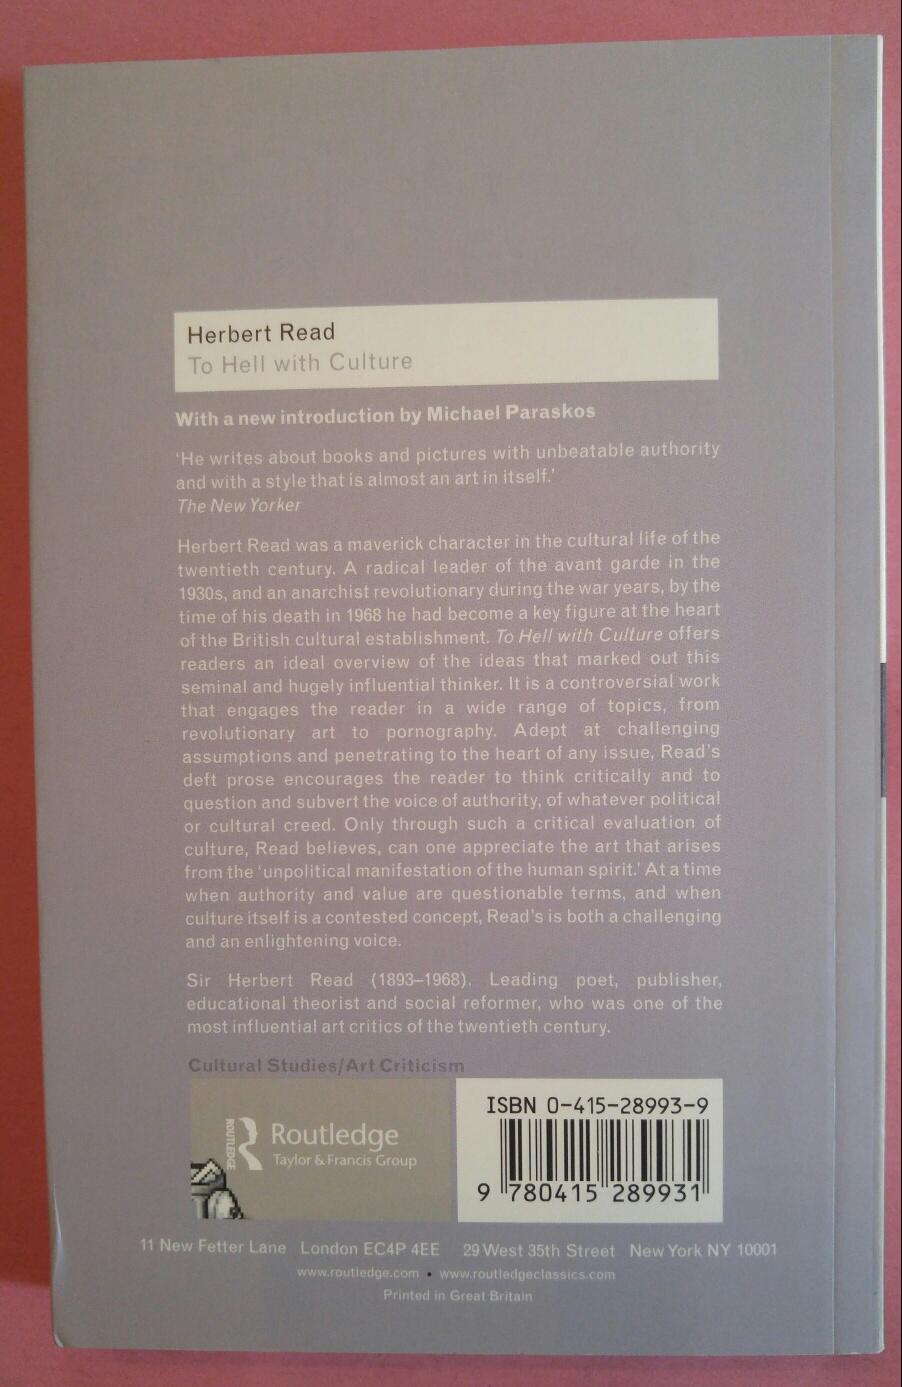 Herbert Read
To Hell with Culture
With a new introduction by Michael Paraskos
‘He writes about books and pictures with unbeatable authority
and with a style that is almost an art in itself.’
The New Yorker
Herbert Read was a maverick character in the cultural life of the
twentieth century. A radical leader of the avant garde in the
1930s, and an anarchist revolutionary during the war years, by the
time of his death in 1968 he had become a key figure at the heart
of the British cultural establishment. To Hell with Culture offers
readers an ideal overview of the ideas that marked out this
seminal and hugely influential thinker. It is a controversial work
that engages the reader in a wide range of topics, from
revolutionary art to pornography. Adept at challenging
assumptions and penetrating to the heart of any issue, Read’s
deft prose encourages the reader to think critically and to
question and subvert the voice of authority, of whatever political
or cultural creed. Only through such a critical evaluation of
culture, Read believes, can one appreciate the art that arises
from the ‘unpolitical manifestation of the human spirit.’ At a time
when authority and value are questionable terms, and when
culture itself is a contested concept, Read’s is both a challenging
and an enlightening voice.
Sir Herbert Read (1893–1968). Leading poet, publisher,
educational theorist and social reformer, who was one of the
most influential art critics of the twentieth century.
Cultural Studies/Art Criticism
ROUTLEDGE
Routledge
Taylor & Francis Group
ISBN 0-415-28993-9
9 780415 289931
11 New Fetter Lane London EC4P 4EE 29 West 35th Street New York NY 10001
www.routledge.com • www.routledgeclassics.com
Printed in Great Britain